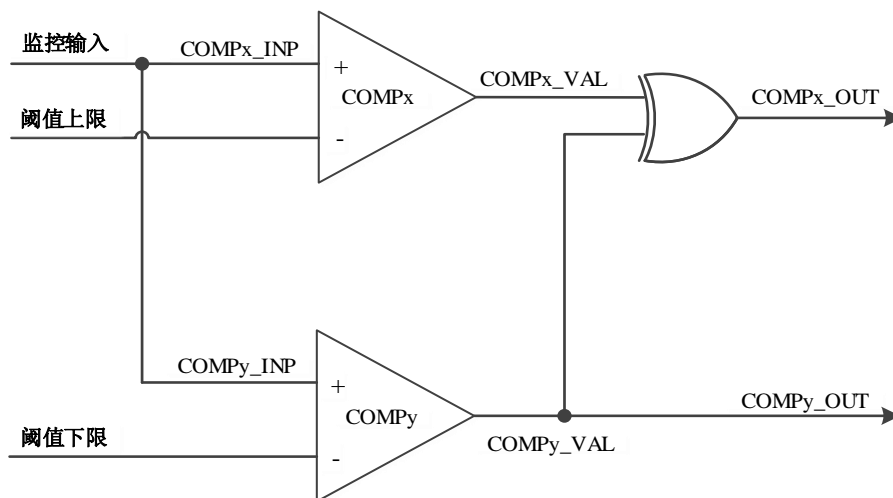 监控输入
COMPx_INP
+
COMPx
COMPx_VAL
COMPx_OUT
阈值上限
-
COMPy_INP
+
COMPy
COMPy_OUT
阈值下限
-
COMPy_VAL